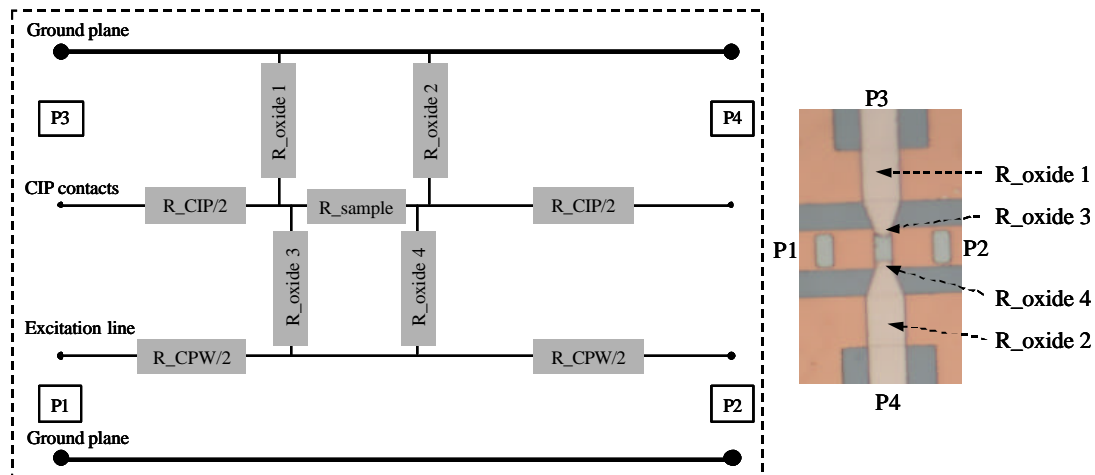 Ground plane
P3
R_oxide 1
R_oxide 2
P4
CIP contacts
R_CIP/2
R_sample
R_CIP/2
R_oxide 3
R_oxide 4
Excitation line
R_CPW/2
R_CPW/2
P1
P2
Ground plane
P3
R_oxide 1
R_oxide 3
P1
P2
R_oxide 4
R_oxide 2
P4